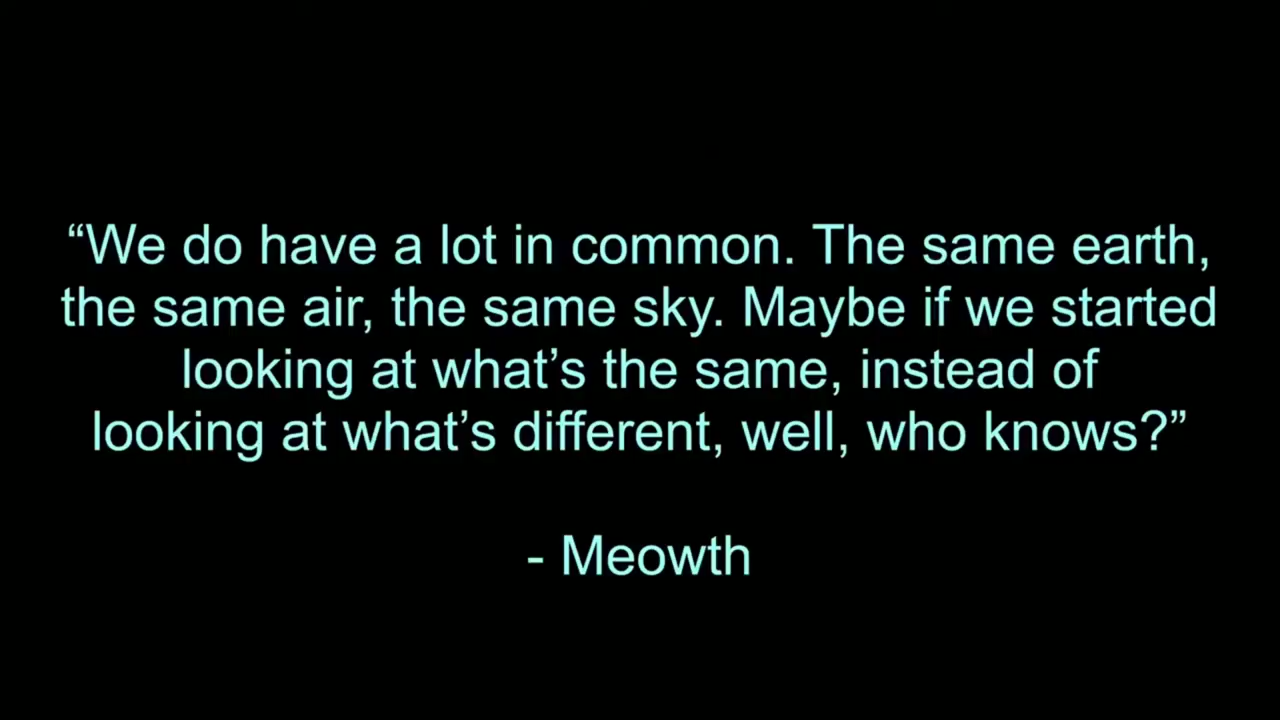 “We do have a lot in common. The same earth,
the same air, the same sky. Maybe if we started
looking at what’s the same, instead of
looking at what’s different, well, who knows?”
- Meowth